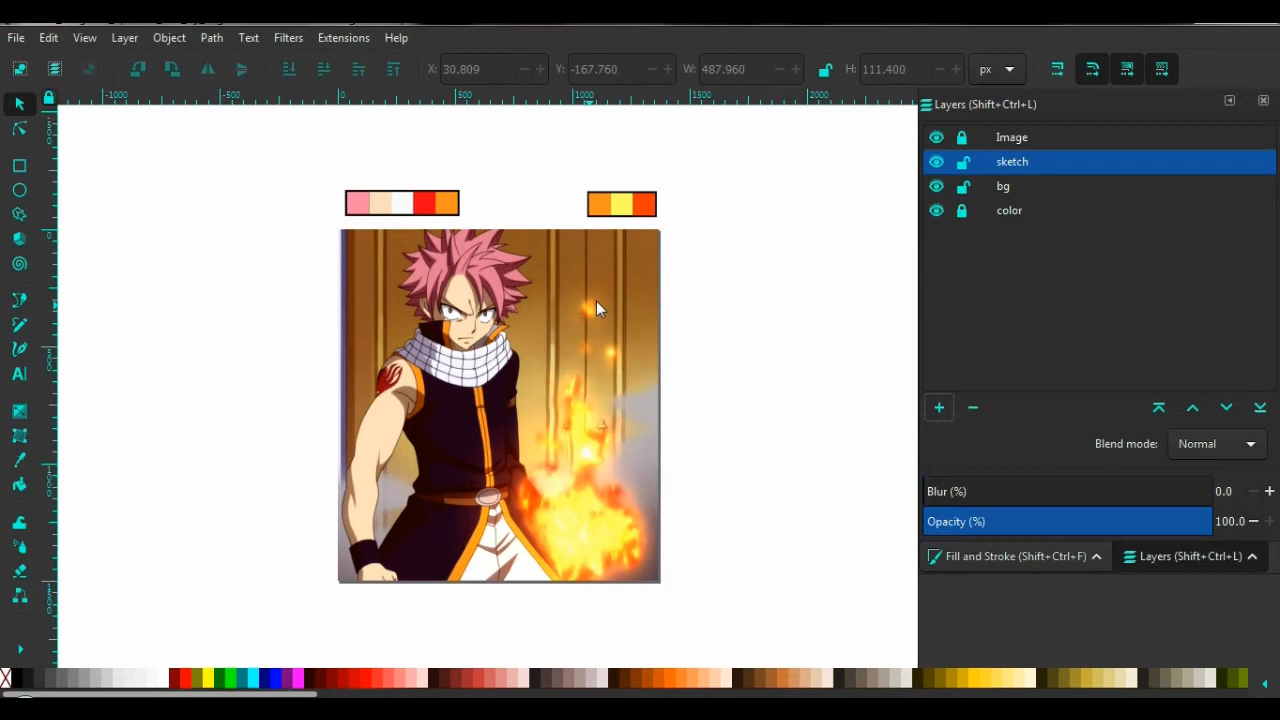 File Edit View Layer Object Path Text Filters Extensions Help
X: 30.809 Y: -167.760 W: 487.960 H: 111.400 px
-1000 -500 0 500 1000 1500 2000
Layers (Shift+Ctrl+L)
Image
sketch
bg
color
Blend mode: Normal
Blur (%) 0.0
Opacity (%) 100.0
Fill and Stroke (Shift+Ctrl+F) Layers (Shift+Ctrl+L)